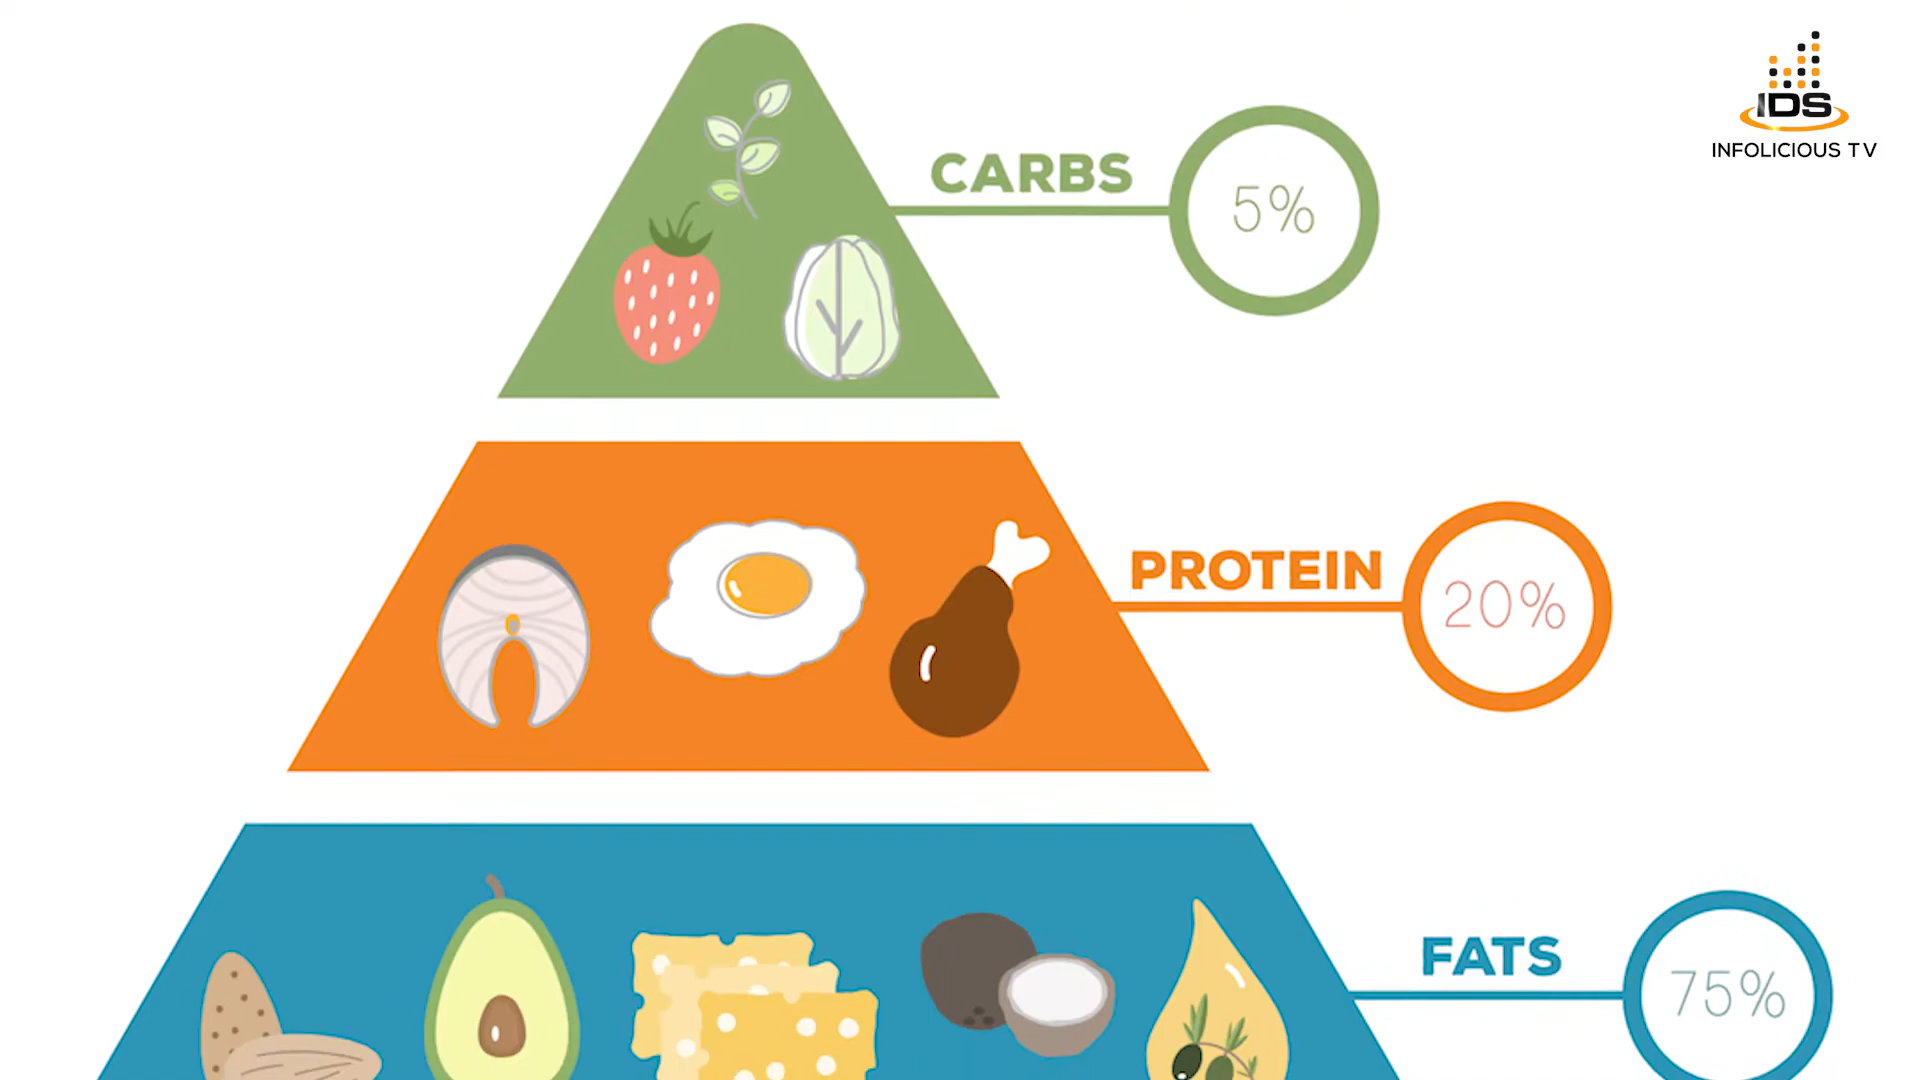 IDS
INFOLICIOUS TV
CARBS
5%
PROTEIN
20%
FATS
75%